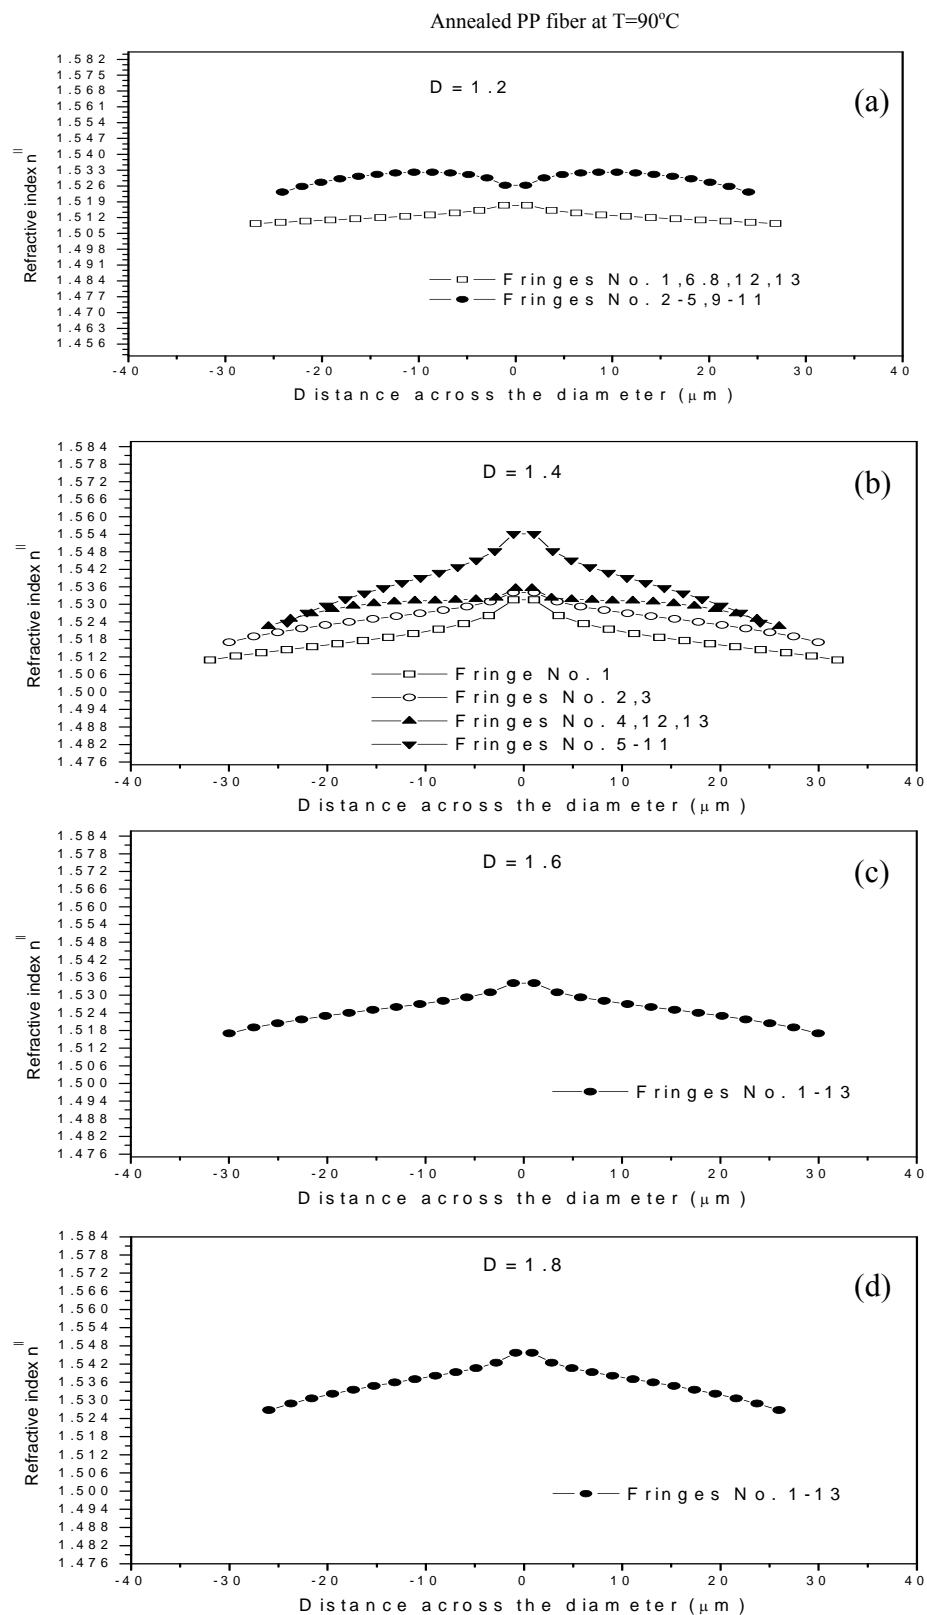 Annealed PP fiber at T=90°C
1.582
1.575
1.568
1.561
1.554
1.547
1.540
1.533
1.526
1.519
1.512
1.505
1.498
1.491
1.484
1.477
1.470
1.463
1.456
Refractive index n||
D=1.2
(a)
Fringes No. 1,6.8,12,13
Fringes No. 2-5,9-11
-40 -30 -20 -10 0 10 20 30 40
Distance across the diameter (μm)
1.584
1.578
1.572
1.566
1.560
1.554
1.548
1.542
1.536
1.530
1.524
1.518
1.512
1.506
1.500
1.494
1.488
1.482
1.476
Refractive index n||
D=1.4
(b)
Fringe No. 1
Fringes No. 2,3
Fringes No. 4,12,13
Fringes No. 5-11
-40 -30 -20 -10 0 10 20 30 40
Distance across the diameter (μm)
1.584
1.578
1.572
1.566
1.560
1.554
1.548
1.542
1.536
1.530
1.524
1.518
1.512
1.506
1.500
1.494
1.488
1.482
1.476
Refractive index n||
D=1.6
(c)
Fringes No. 1-13
-40 -30 -20 -10 0 10 20 30 40
Distance across the diameter (μm)
1.584
1.578
1.572
1.566
1.560
1.554
1.548
1.542
1.536
1.530
1.524
1.518
1.512
1.506
1.500
1.494
1.488
1.482
1.476
Refractive index n||
D=1.8
(d)
Fringes No. 1-13
-40 -30 -20 -10 0 10 20 30 40
Distance across the diameter (μm)